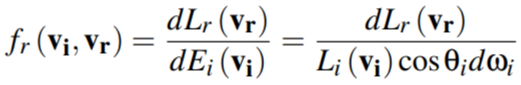 f_r(v_i, v_r) = dL_r(v_r) / dE_i(v_i) = dL_r(v_r) / L_i(v_i) cos θ_i dω_i